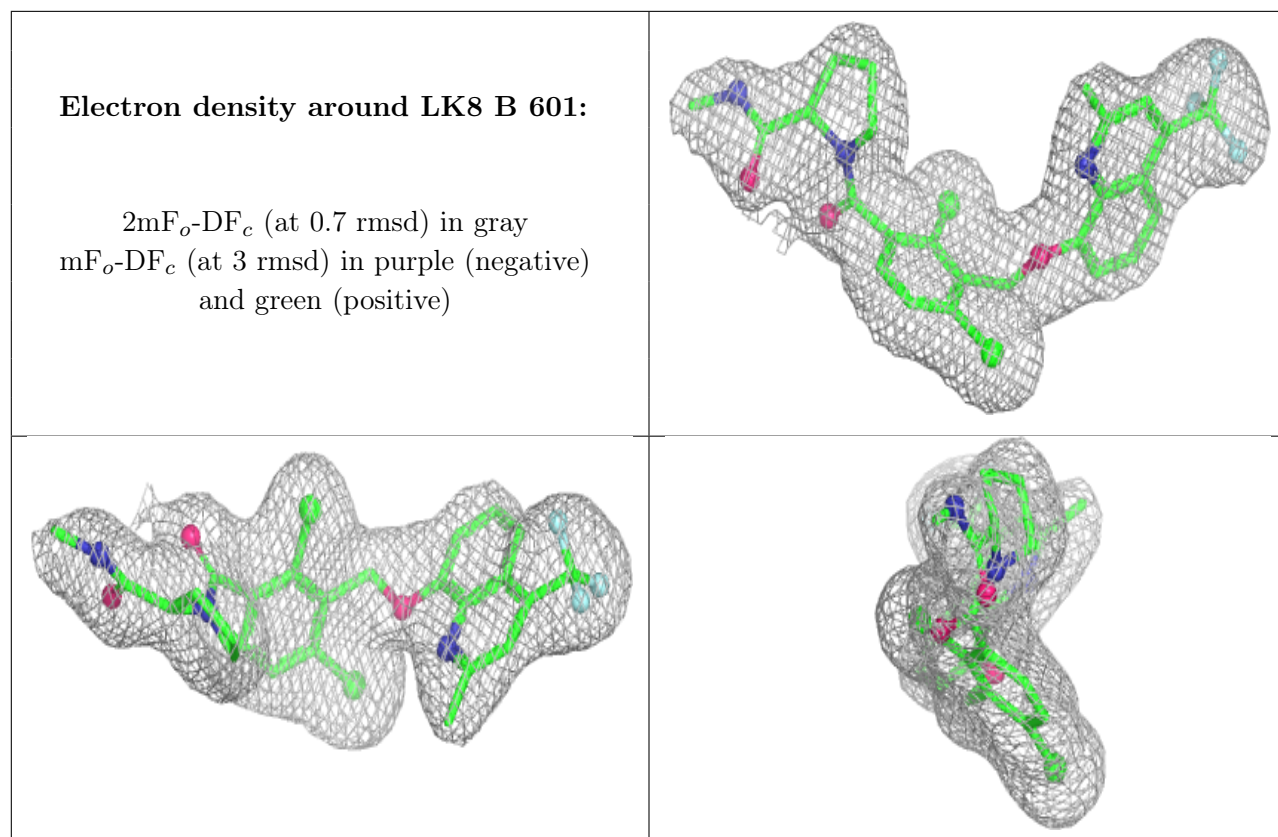 Electron density around LK8 B 601:
2mFₒ-DF𝒸 (at 0.7 rmsd) in gray
mFₒ-DF𝒸 (at 3 rmsd) in purple (negative)
and green (positive)